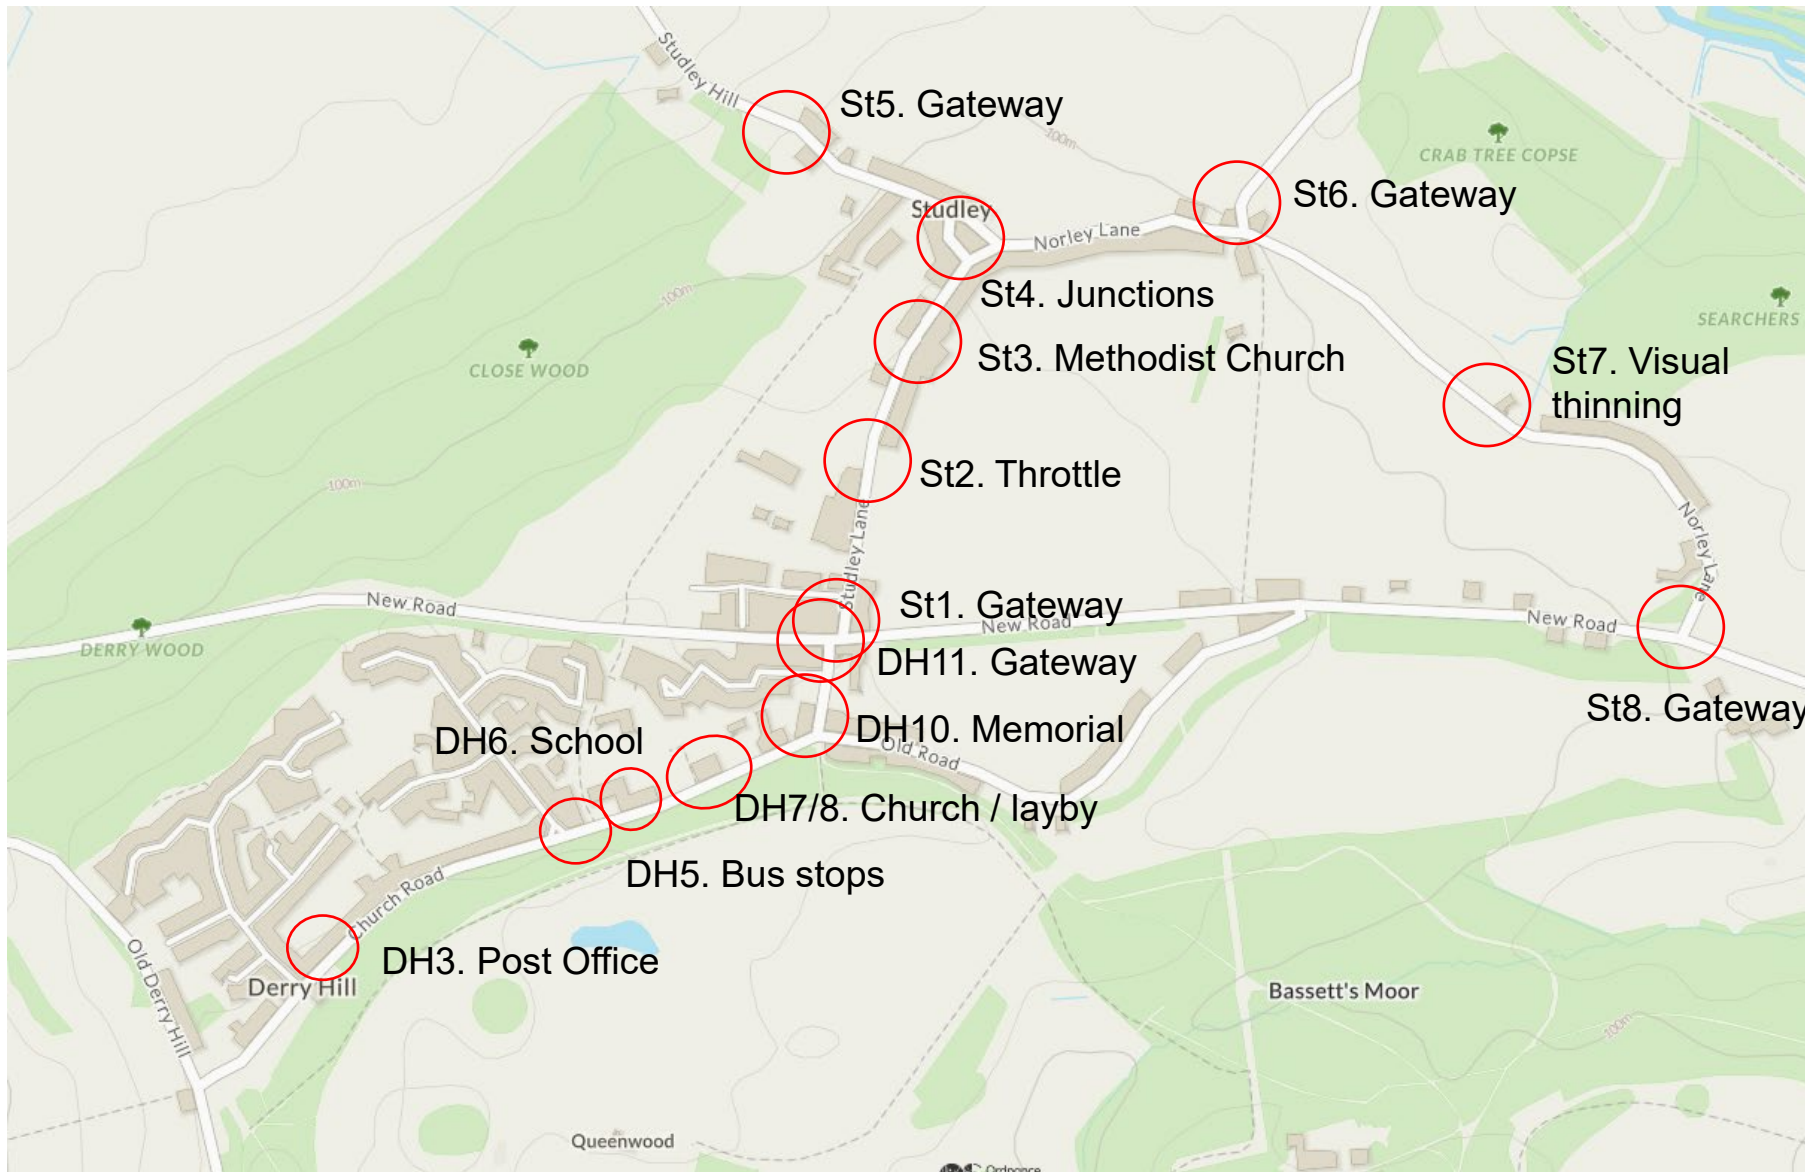 Studley Hill
St5. Gateway
100m
CRAB TREE COPSE
St6. Gateway
Studley
Norley Lane
St4. Junctions
100m
SEARCHERS
St3. Methodist Church
St7. Visual
thinning
CLOSE WOOD
St2. Throttle
100m
Studley Lane
Norley Lane
New Road
St1. Gateway
New Road
New Road
DERRY WOOD
DH11. Gateway
St8. Gateway
DH10. Memorial
DH6. School
Old Road
DH7/8. Church / layby
DH5. Bus stops
Church Road
DH3. Post Office
Old Derry Hill
Derry Hill
Bassett's Moor
100m
Queenwood
Ordnance